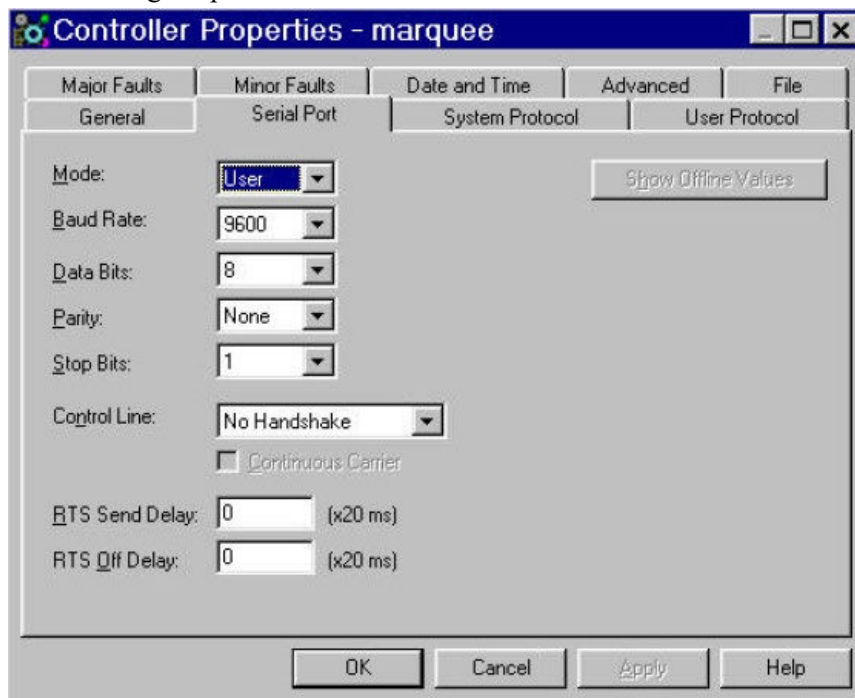 Controller Properties - marquee
Major Faults Minor Faults Date and Time Advanced File
General Serial Port System Protocol User Protocol
Mode: User Show Offline Values
Baud Rate: 9600
Data Bits: 8
Parity: None
Stop Bits: 1
Control Line: No Handshake
Continuous Carrier
RTS Send Delay: 0 (x20 ms)
RTS Off Delay: 0 (x20 ms)
OK Cancel Apply Help